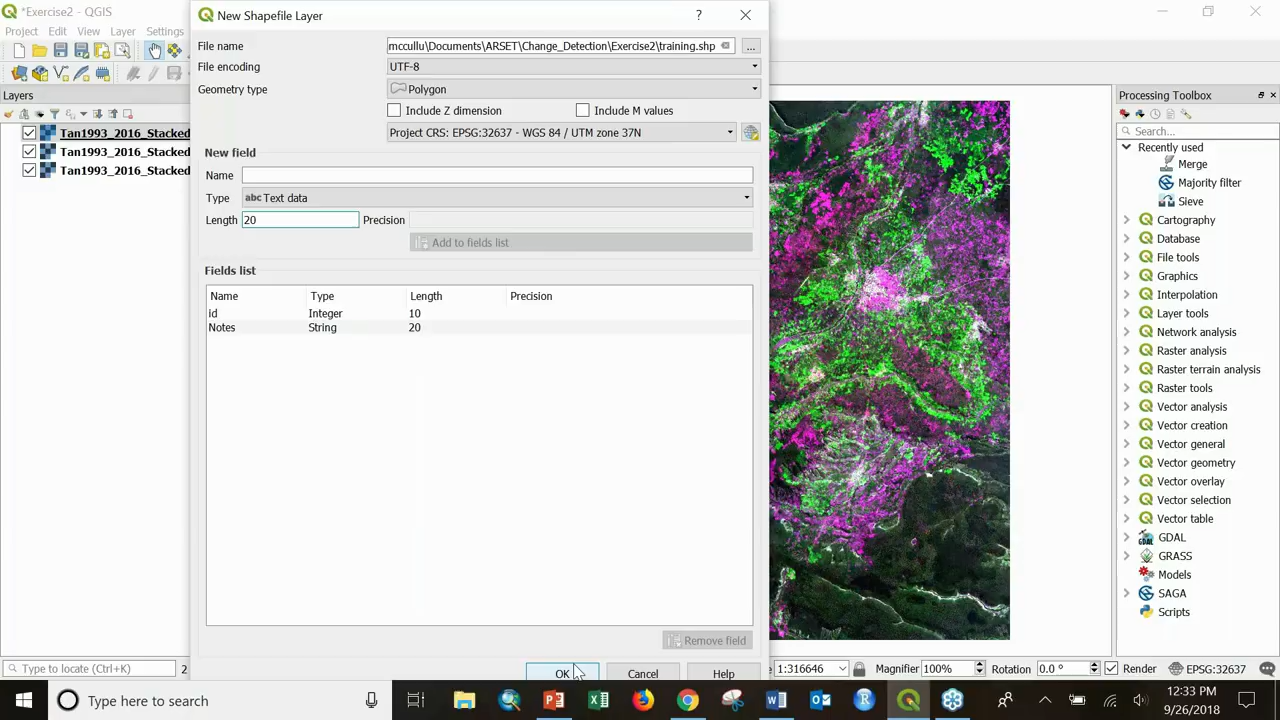 *Exercise2 - QGIS
New Shapefile Layer
?
Project Edit View Layer Settings
File name
mccullu\Documents\ARSET\Change_Detection\Exercise2\training.shp
...
File encoding
UTF-8
Geometry type
Polygon
Include Z dimension
Include M values
Project CRS: EPSG:32637 - WGS 84 / UTM zone 37N
New field
Name
Type
abc Text data
Length
20
Precision
Add to fields list
Fields list
Name Type Length Precision
id Integer 10
Notes String 20
Remove field
OK
Cancel
Help
Layers
Tan1993_2016_Stacked
Tan1993_2016_Stacked
Tan1993_2016_Stacked
Processing Toolbox
Search...
Recently used
Merge
Majority filter
Sieve
Cartography
Database
File tools
Graphics
Interpolation
Layer tools
Network analysis
Raster analysis
Raster terrain analysis
Raster tools
Vector analysis
Vector creation
Vector general
Vector geometry
Vector overlay
Vector selection
Vector table
GDAL
GRASS
Models
SAGA
Scripts
Type to locate (Ctrl+K)
2
1:316646
Magnifier 100%
Rotation 0.0 °
Render
EPSG:32637
Type here to search
12:33 PM
9/26/2018